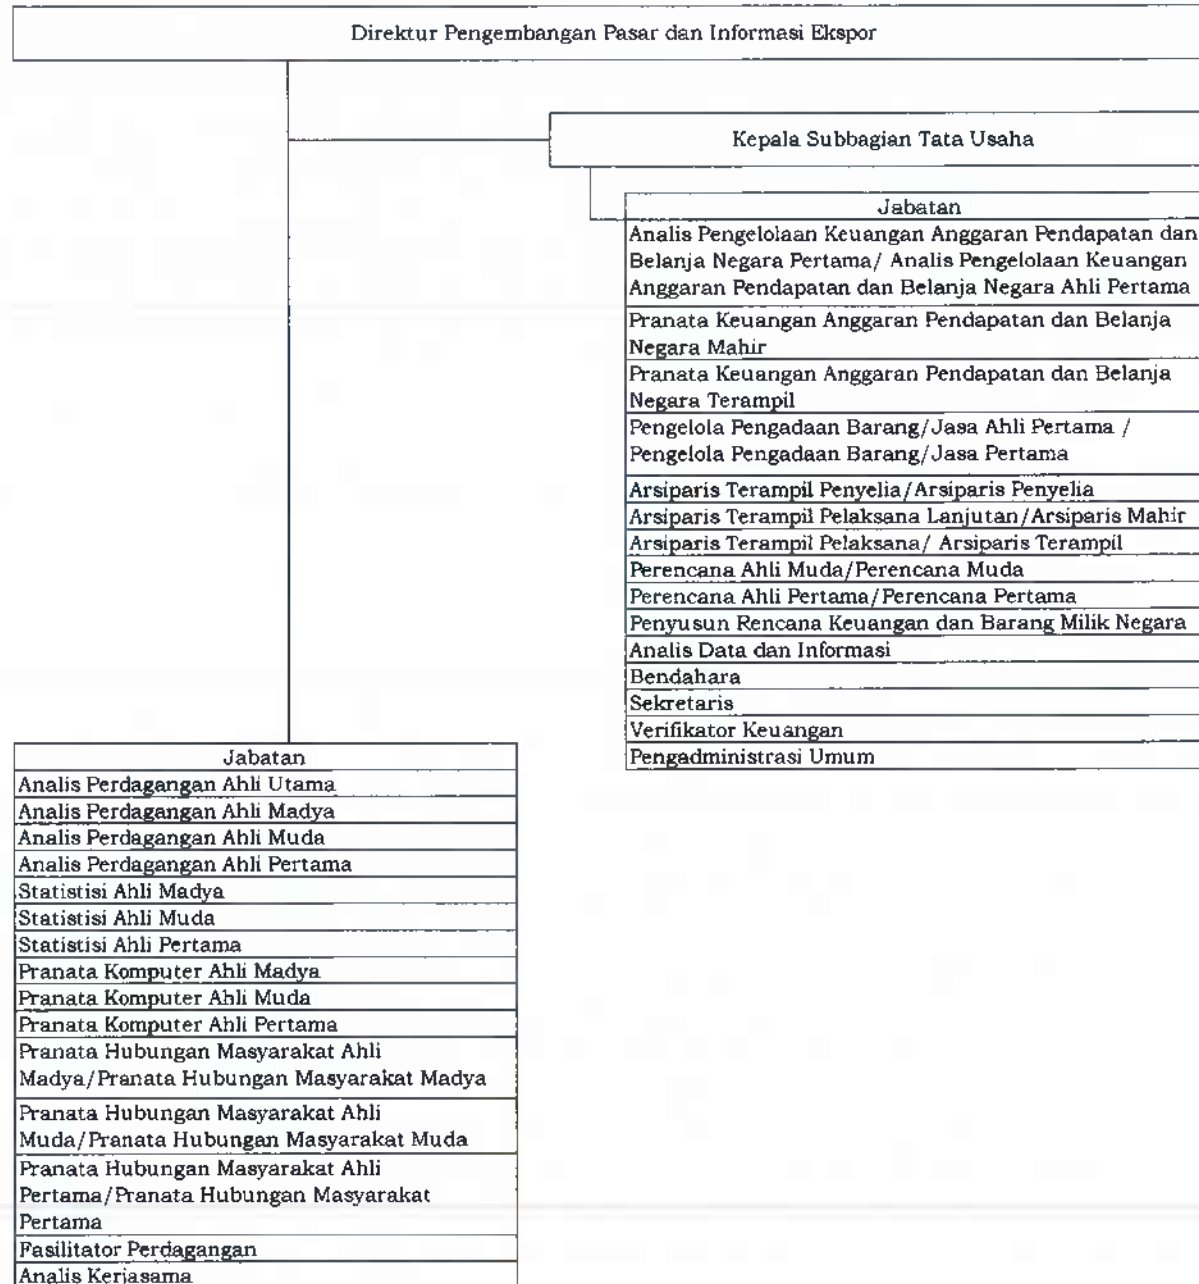 Direktur Pengembangan Pasar dan Informasi Ekspor
Kepala Subbagian Tata Usaha
Jabatan
Analis Pengelolaan Keuangan Anggaran Pendapatan dan
Belanja Negara Pertama/ Analis Pengelolaan Keuangan
Anggaran Pendapatan dan Belanja Negara Ahli Pertama
Pranata Keuangan Anggaran Pendapatan dan Belanja
Negara Mahir
Pranata Keuangan Anggaran Pendapatan dan Belanja
Negara Terampil
Pengelola Pengadaan Barang/Jasa Ahli Pertama /
Pengelola Pengadaan Barang/Jasa Pertama
Arsiparis Terampil Penyelia/Arsiparis Penyelia
Arsiparis Terampil Pelaksana Lanjutan/Arsiparis Mahir
Arsiparis Terampil Pelaksana/ Arsiparis Terampil
Perencana Ahli Muda/Perencana Muda
Perencana Ahli Pertama/Perencana Pertama
Penyusun Rencana Keuangan dan Barang Milik Negara
Analis Data dan Informasi
Bendahara
Sekretaris
Verifikator Keuangan
Pengadministrasi Umum
Jabatan
Analis Perdagangan Ahli Utama
Analis Perdagangan Ahli Madya
Analis Perdagangan Ahli Muda
Analis Perdagangan Ahli Pertama
Statistisi Ahli Madya
Statistisi Ahli Muda
Statistisi Ahli Pertama
Pranata Komputer Ahli Madya
Pranata Komputer Ahli Muda
Pranata Komputer Ahli Pertama
Pranata Hubungan Masyarakat Ahli
Madya/Pranata Hubungan Masyarakat Madya
Pranata Hubungan Masyarakat Ahli
Muda/Pranata Hubungan Masyarakat Muda
Pranata Hubungan Masyarakat Ahli
Pertama/Pranata Hubungan Masyarakat
Pertama
Fasilitator Perdagangan
Analis Kerjasama